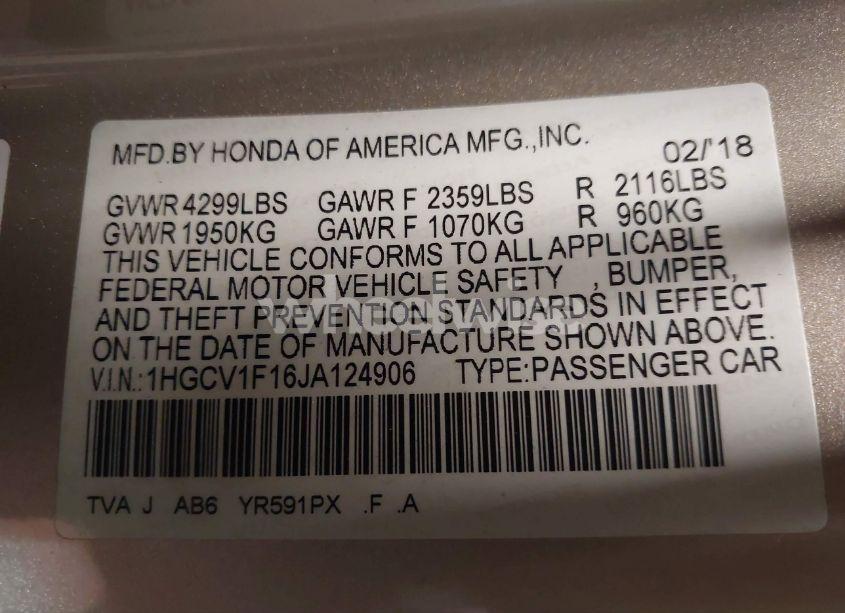 MFD.BY HONDA OF AMERICA MFG.,INC. 02/'18
GVWR 4299LBS GAWR F 2359LBS R 2116LBS
GVWR 1950KG GAWR F 1070KG R 960KG
THIS VEHICLE CONFORMS TO ALL APPLICABLE
FEDERAL MOTOR VEHICLE SAFETY , BUMPER,
AND THEFT PREVENTION STANDARDS IN EFFECT
ON THE DATE OF MANUFACTURE SHOWN ABOVE.
V.I.N.:1HGCV1F16JA124906 TYPE:PASSENGER CAR
TVA J AB6 YR591PX .F .A